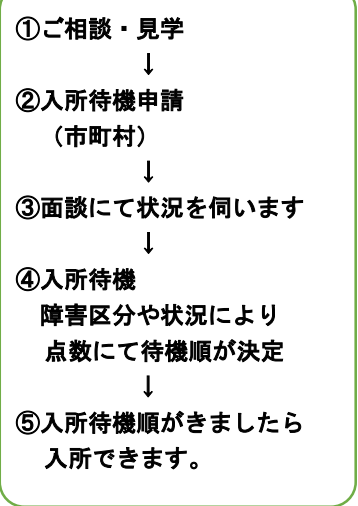 ①ご相談・見学
↓
②入所待機申請
（市町村）
↓
③面談にて状況を伺います
↓
④入所待機
障害区分や状況により
点数にて待機順が決定
↓
⑤入所待機順がきましたら
入所できます。